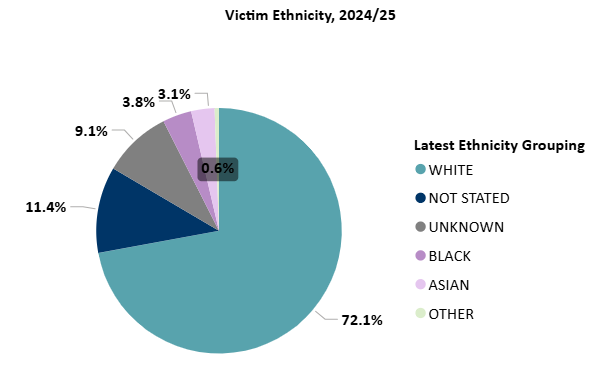 Victim Ethnicity, 2024/25
3.1%
3.8%
9.1%
0.6%
11.4%
72.1%
Latest Ethnicity Grouping
WHITE
NOT STATED
UNKNOWN
BLACK
ASIAN
OTHER